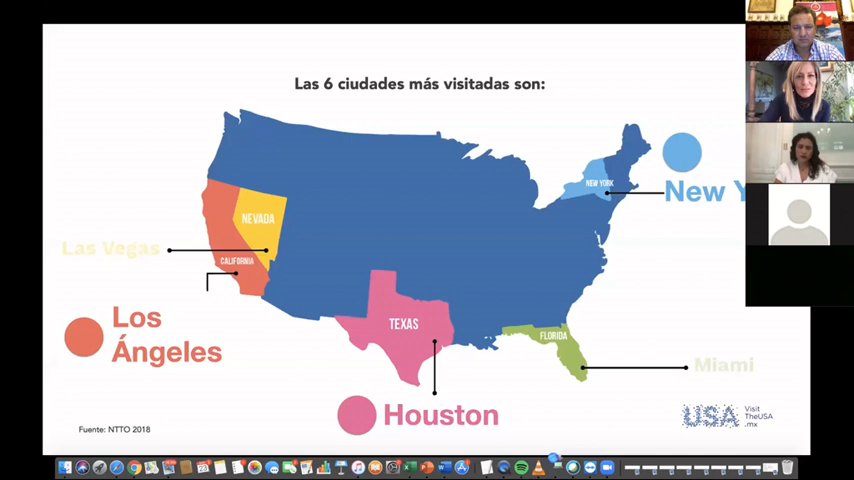 Las 6 ciudades más visitadas son:
NEW YORK
New Y
NEVADA
Las Vegas
CALIFORNIA
Los
Ángeles
TEXAS
FLORIDA
Miami
Houston
Fuente: NTTO 2018
USA
Visit
TheUSA
.mx